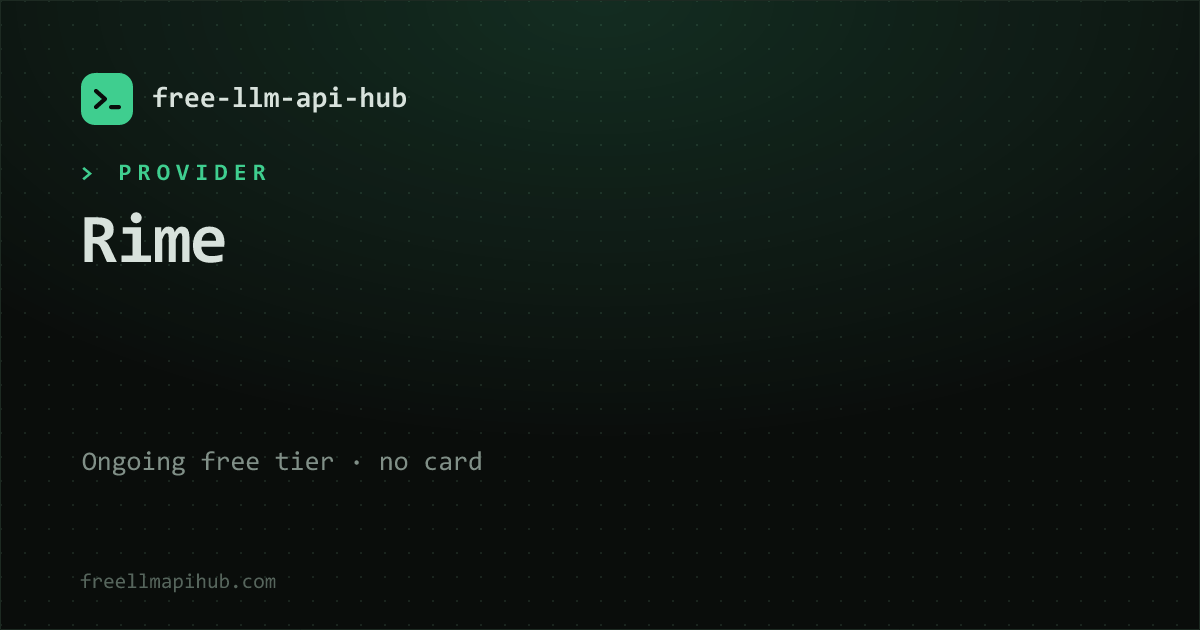 free-llm-api-hub
> PROVIDER
Rime
Ongoing free tier · no card
freellmapihub.com